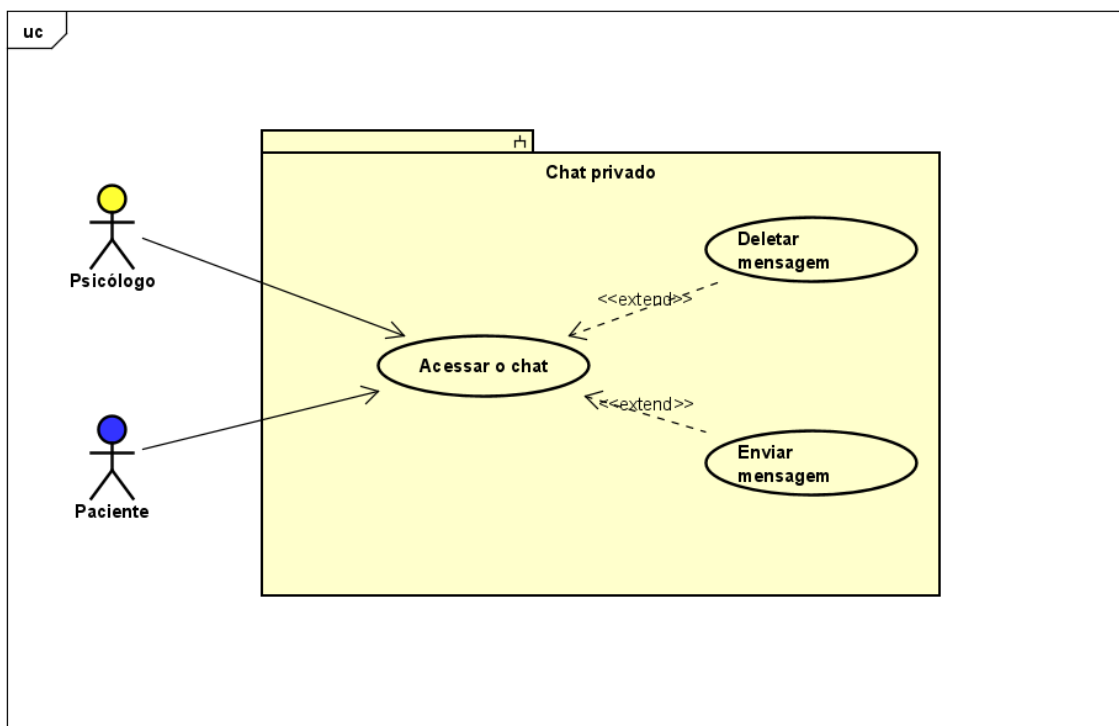 uc
Chat privado
Psicólogo
Deletar
mensagem
<<extend>>
Acessar o chat
<<extend>>
Enviar
mensagem
Paciente